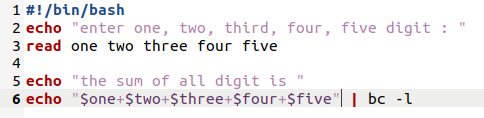 1 #!/bin/bash
2 echo "enter one, two, third, four, five digit : "
3 read one two three four five
4
5 echo "the sum of all digit is "
6 echo "$one+$two+$three+$four+$five" | bc -l